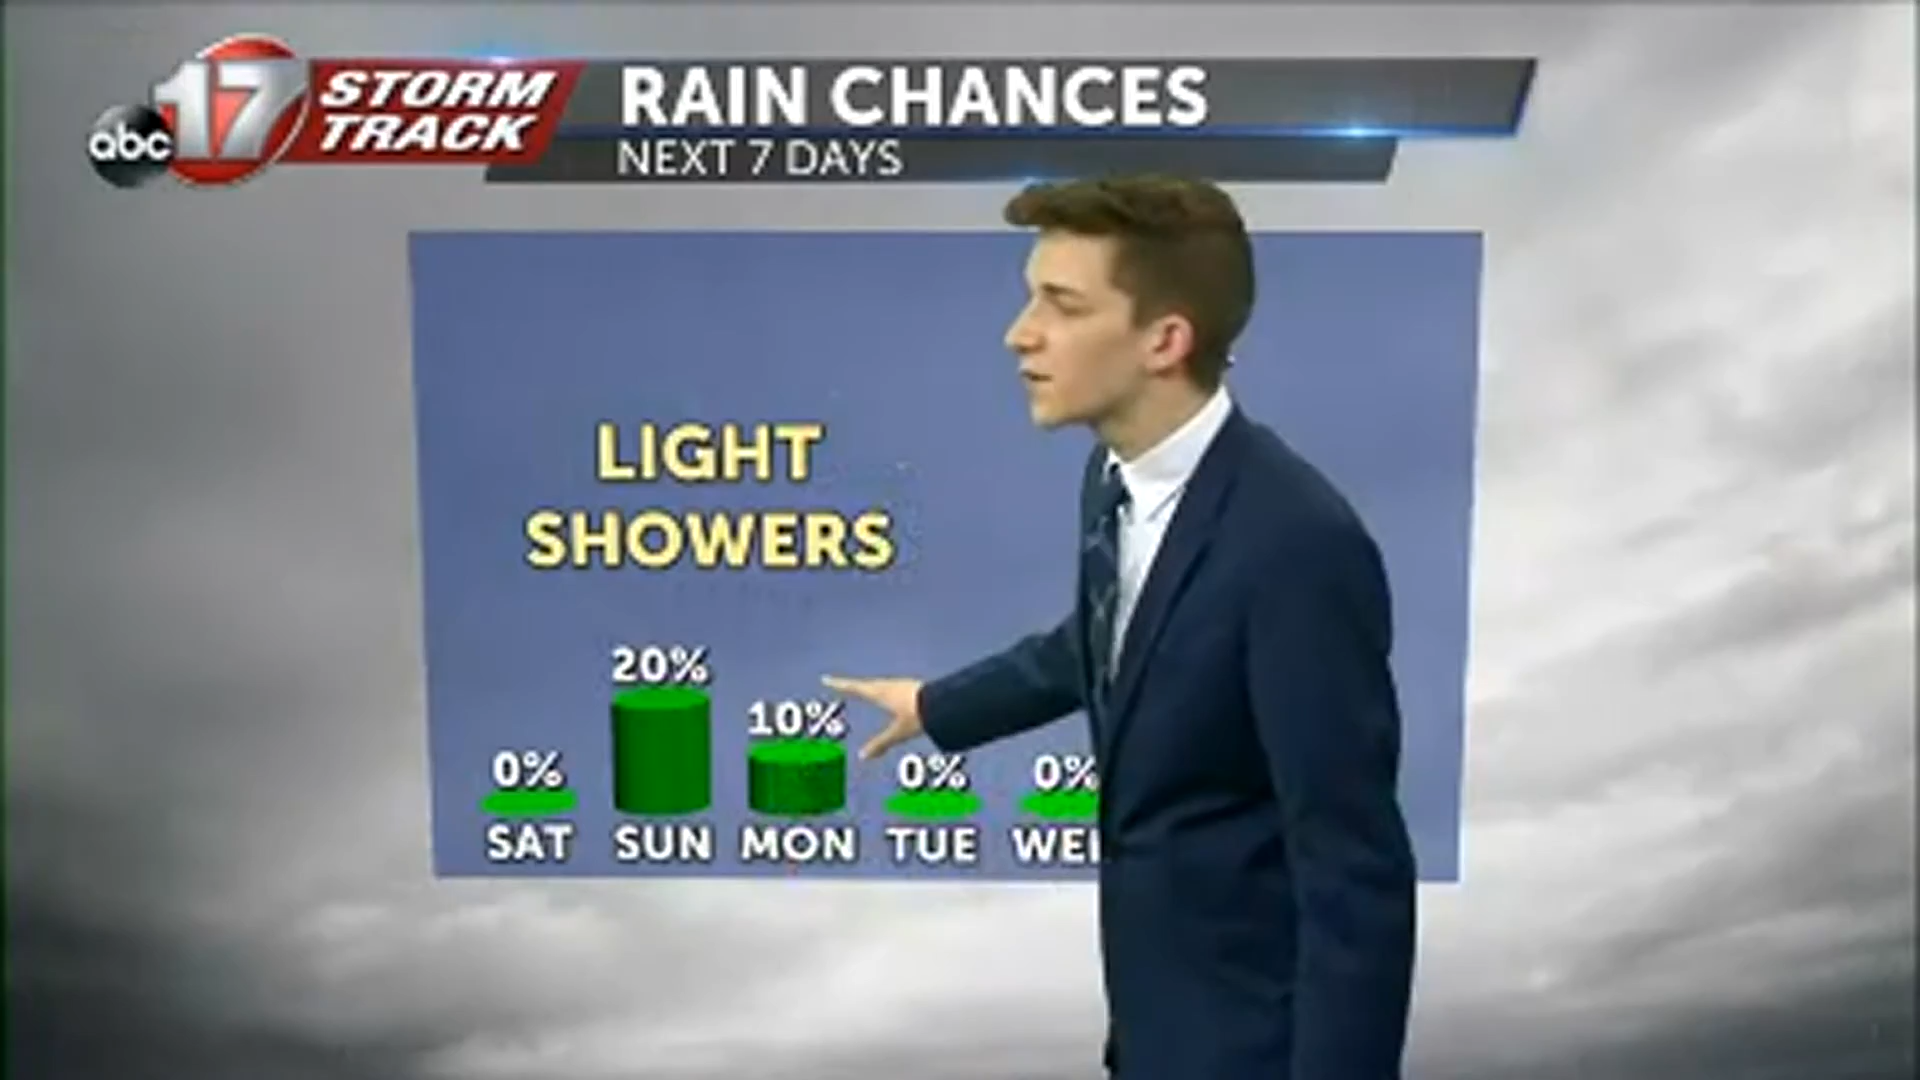 abc 17 STORM TRACK
RAIN CHANCES
NEXT 7 DAYS
LIGHT
SHOWERS
20%
10%
0% 0% 0%
SAT SUN MON TUE WE